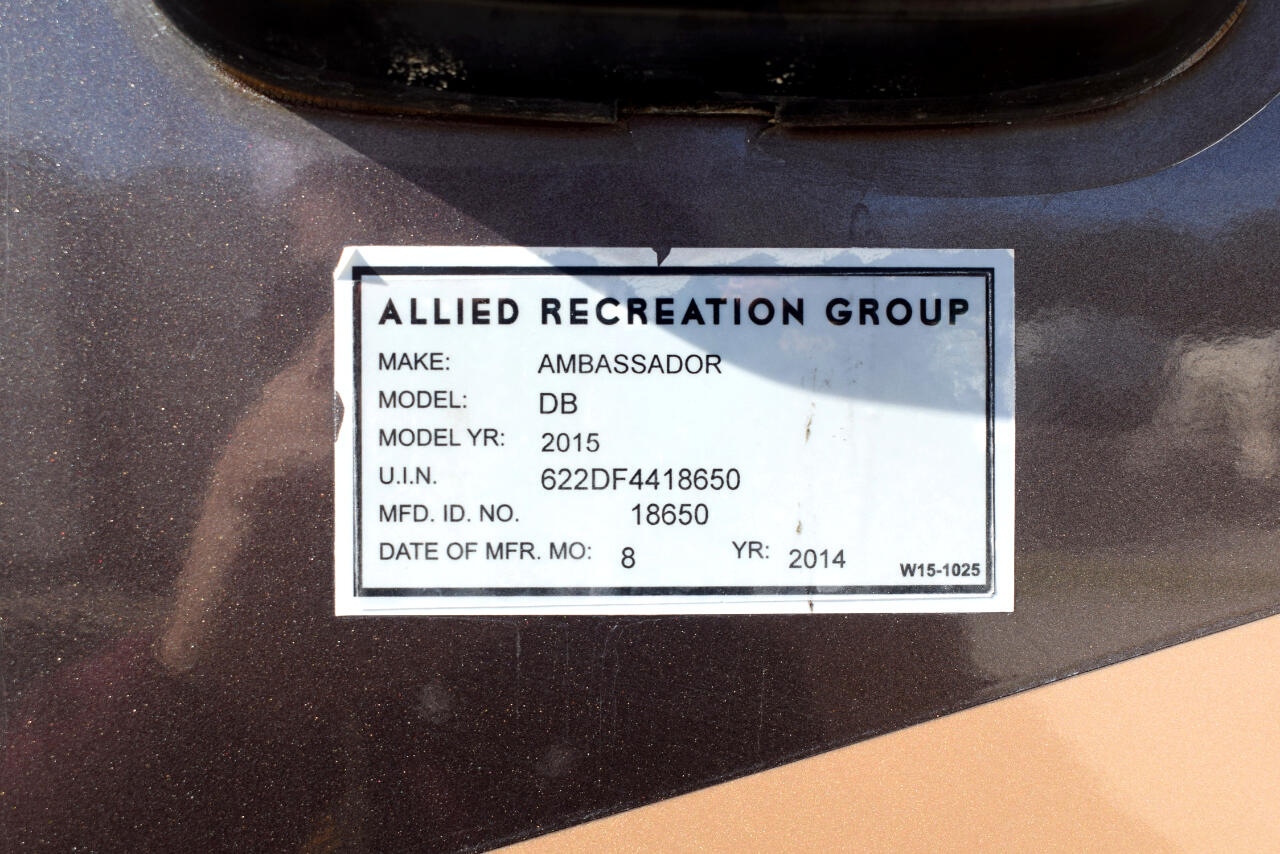 ALLIED RECREATION GROUP
MAKE: AMBASSADOR
MODEL: DB
MODEL YR: 2015
U.I.N. 622DF4418650
MFD. ID. NO. 18650
DATE OF MFR. MO: 8 YR: 2014 W15-1025